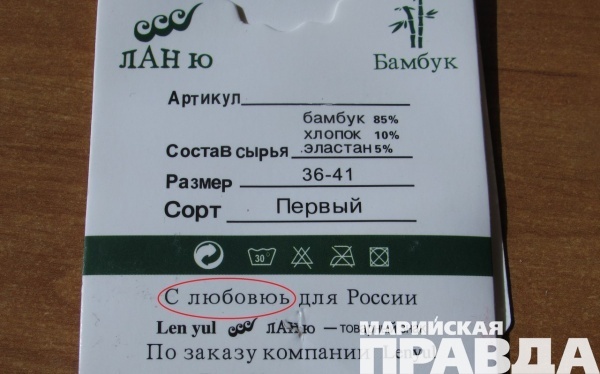 лАН ю
Бамбук
Артикул
бамбук 85%
хлопок 10%
СостаВ сырья эластан 5%
Размер 36-41
Сорт Первый
30
С любовюь для России
Len yul лАН ю —
По заказу компании Lenyul
МАРИЙСКАЯ
ПРАВДА